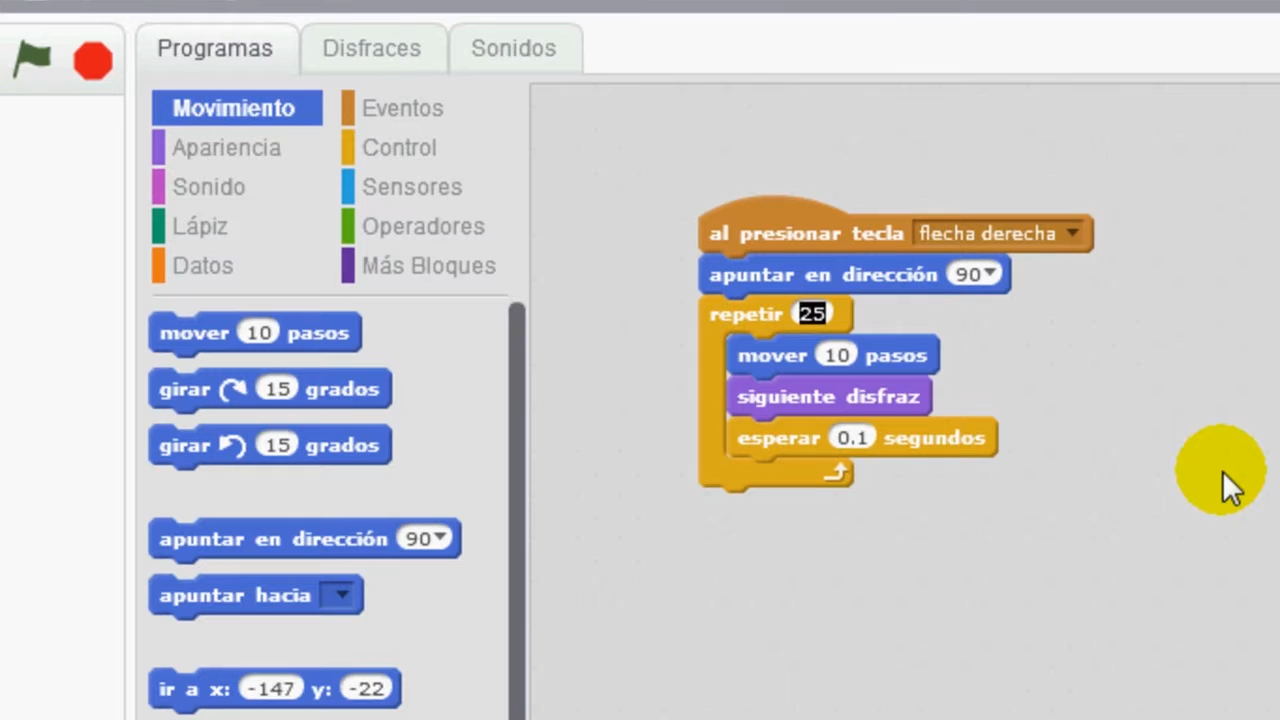 Programas Disfraces Sonidos
Movimiento Eventos
Apariencia Control
Sonido Sensores
Lápiz Operadores
Datos Más Bloques
mover 10 pasos
girar 15 grados
girar 15 grados
apuntar en dirección 90
apuntar hacia
ir a x: -147 y: -22
al presionar tecla flecha derecha
apuntar en dirección 90
repetir 25
mover 10 pasos
siguiente disfraz
esperar 0.1 segundos